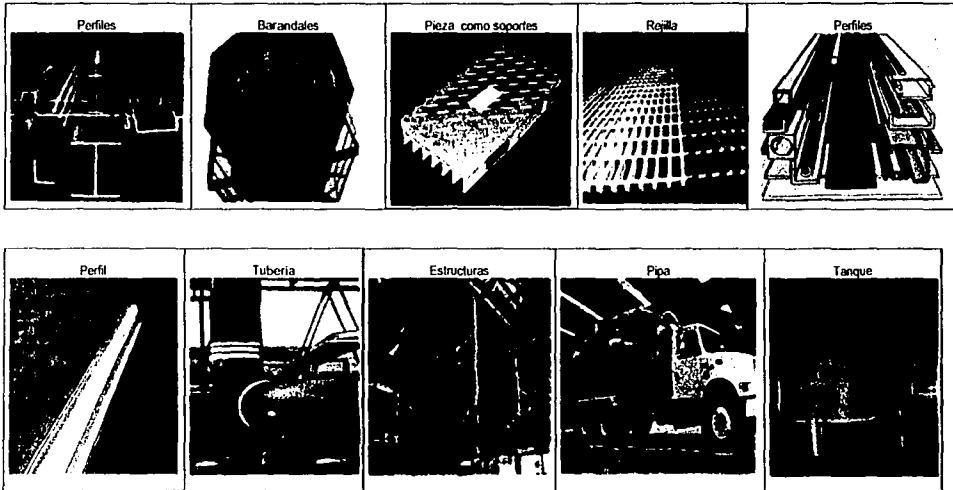 Perfiles
Barandales
Pieza como soportes
Rejilla
Perfiles
Perfil
Tuberia
Estructuras
Pipa
Tanque